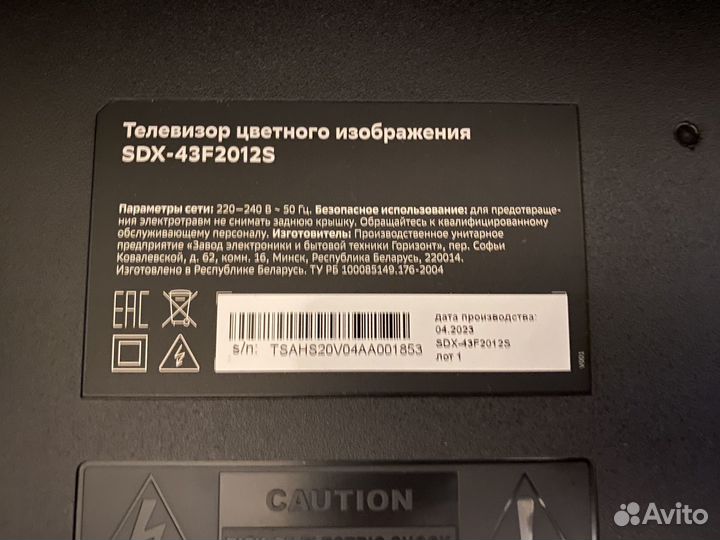 Телевизор цветного изображения
SDX-43F2012S
Параметры сети: 220–240 В ~ 50 Гц. Безопасное использование: для предотвраще-
ния электротравм не снимать заднюю крышку. Обращайтесь к квалифицированному
обслуживающему персоналу. Изготовитель: Производственное унитарное
предприятие «Завод электроники и бытовой техники Горизонт», пер. Софьи
Ковалевской, д. 62, комн. 16, Минск, Республика Беларусь, 220014.
Изготовлено в Республике Беларусь. ТУ РБ 100085149.176-2004
EAC
s/n: TSAHS20V04AA001853
дата производства:
04.2023
SDX-43F2012S
лот 1
CAUTION
Avito